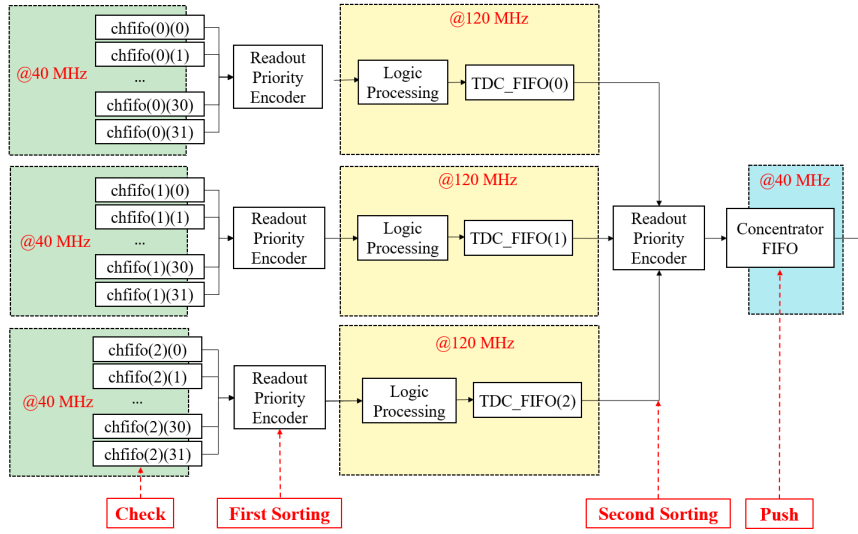 @120 MHz
chfifo(0)(0)
chfifo(0)(1)
@40 MHz
...
chfifo(0)(30)
chfifo(0)(31)
Readout
Priority
Encoder
Logic
Processing
TDC_FIFO(0)
@120 MHz
chfifo(1)(0)
chfifo(1)(1)
@40 MHz
...
chfifo(1)(30)
chfifo(1)(31)
Readout
Priority
Encoder
Logic
Processing
TDC_FIFO(1)
Readout
Priority
Encoder
@40 MHz
Concentrator
FIFO
@120 MHz
chfifo(2)(0)
chfifo(2)(1)
@40 MHz
...
chfifo(2)(30)
chfifo(2)(31)
Readout
Priority
Encoder
Logic
Processing
TDC_FIFO(2)
Check
First Sorting
Second Sorting
Push